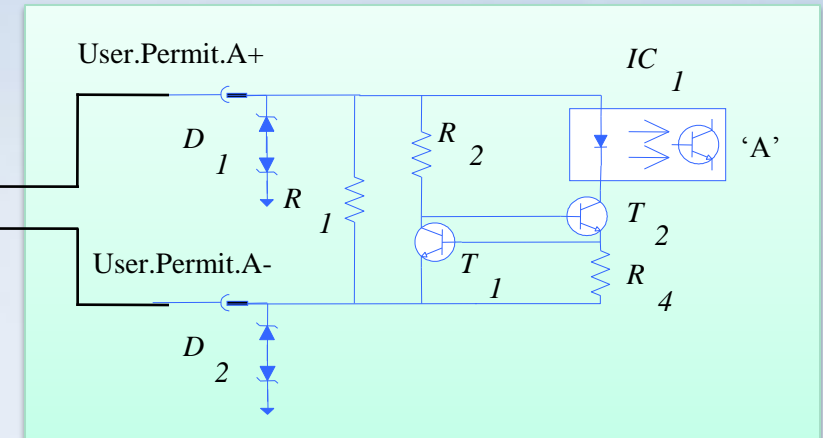 User.Permit.A+
IC 1
D 1
R 2
‘A’
R 1
T 2
User.Permit.A-
T 1
R 4
D 2